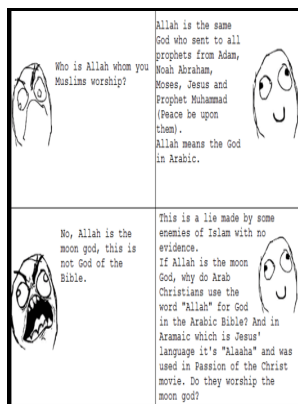 Who is Allah whom you
Muslims worship?
Allah is the same
God who sent to all
prophets from Adam,
Noah Abraham,
Moses, Jesus and
Prophet Muhammad
(Peace be upon
them).
Allah means the God
in Arabic.
No, Allah is the
moon god, this is
not God of the
Bible.
This is a lie made by some
enemies of Islam with no
evidence.
If Allah is the moon
God, why do Arab
Christians use the
word "Allah" for God
in the Arabic Bible? And in
Aramaic which is Jesus'
language it's "Alaaha" and was
used in Passion of the Christ
movie. Do they worship the
moon god?